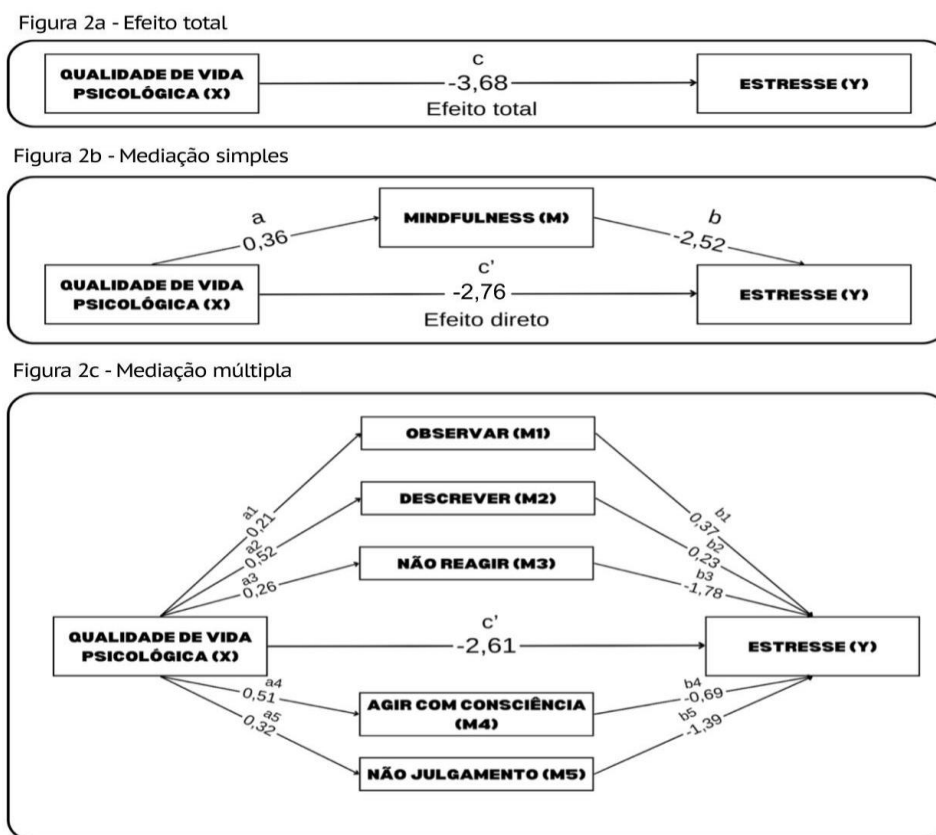 Figura 2a - Efeito total
QUALIDADE DE VIDA
PSICOLÓGICA (X)
c
-3,68
Efeito total
ESTRESSE (Y)
Figura 2b - Mediação simples
MINDFULNESS (M)
a
0,36
b
-2,52
QUALIDADE DE VIDA
PSICOLÓGICA (X)
c'
-2,76
Efeito direto
ESTRESSE (Y)
Figura 2c - Mediação múltipla
OBSERVAR (M1)
DESCREVER (M2)
NÃO REAGIR (M3)
a1
0,21
a2
0,52
a3
0,26
b1
0,37
b2
0,23
b3
-1,78
QUALIDADE DE VIDA
PSICOLÓGICA (X)
c'
-2,61
ESTRESSE (Y)
a4
0,51
a5
0,32
AGIR COM CONSCIÊNCIA
(M4)
b4
-0,69
b5
-1,39
NÃO JULGAMENTO (M5)